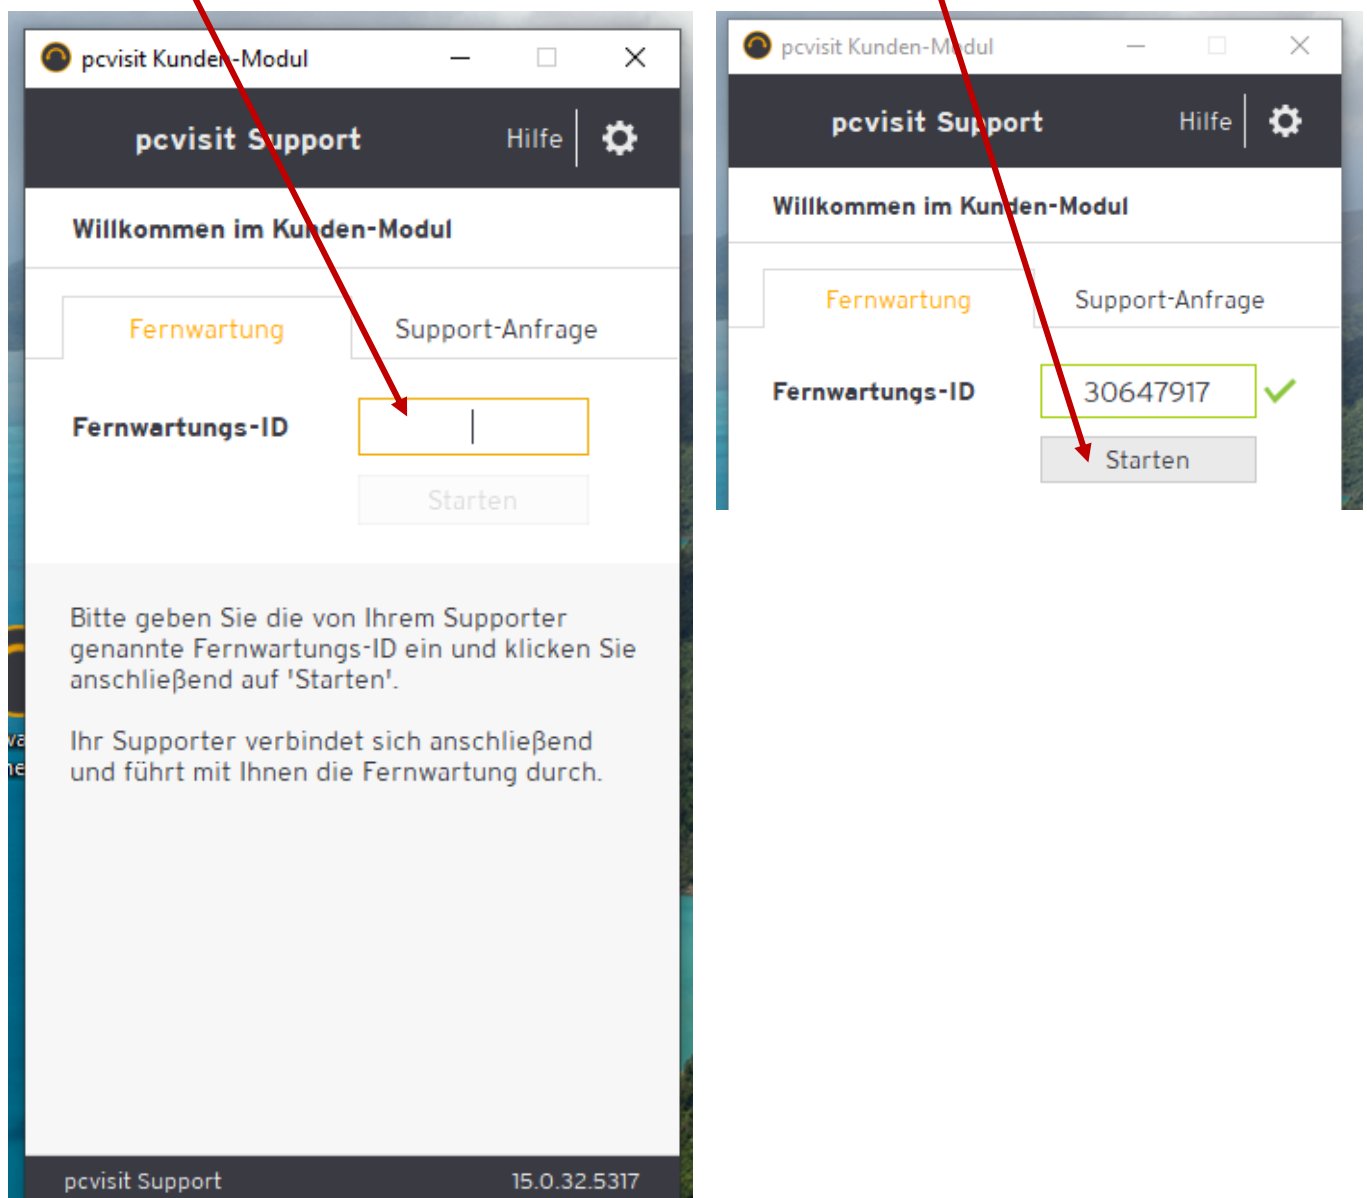 pcvisit Kunden-Modul
pcvisit Support
Hilfe
Willkommen im Kunden-Modul
Fernwartung
Support-Anfrage
Fernwartungs-ID
Starten
Bitte geben Sie die von Ihrem Supporter
genannte Fernwartungs-ID ein und klicken Sie
anschließend auf 'Starten'.
Ihr Supporter verbindet sich anschließend
und führt mit Ihnen die Fernwartung durch.
pcvisit Support
15.0.32.5317
pcvisit Kunden-Modul
pcvisit Support
Hilfe
Willkommen im Kunden-Modul
Fernwartung
Support-Anfrage
Fernwartungs-ID
30647917
Starten